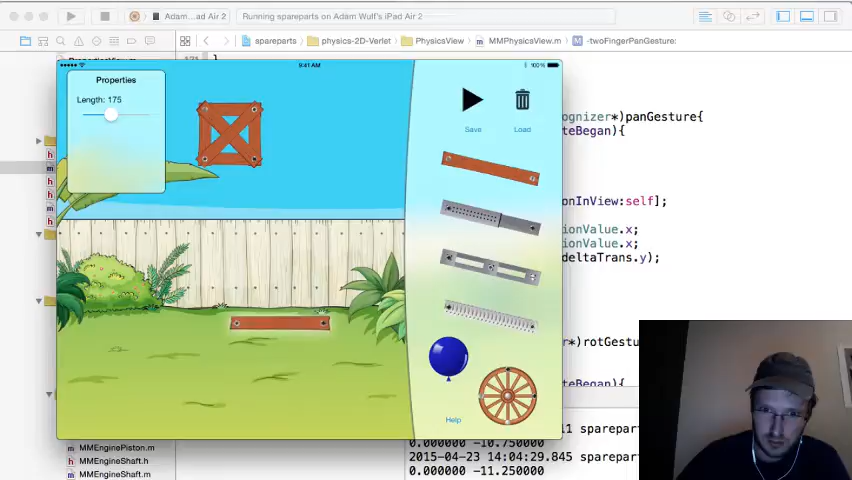 Adam...ad Air 2
Running spareparts on Adam Wulf's iPad Air 2
spareparts
physics-2D-Verlet
PhysicsView
MMPhysicsView.m
M
-twoFingerPanGesture:
}
9:41 AM
100%
Properties
Length: 175
Save
Load
Help
ognizer*)panGesture{
teBegan){
onInView:self];
ionValue.x;
ionValue.x;
deltaTrans.y);
*)rotGestu
teBegan){
h
m
h
h
m
h
h
h
MMEnginePiston.m
MMEngineShaft.h
MMEngineShaft.m
11 sparepart
0.000000 -10.750000
2015-04-23 14:04:29.845 sparep
0.000000 -11.250000